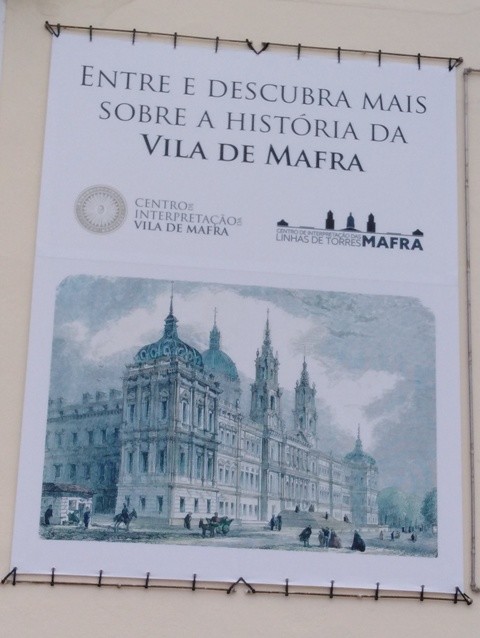 ENTRE E DESCUBRA MAIS
SOBRE A HISTÓRIA DA
VILA DE MAFRA
CENTRO DE
INTERPRETAÇÃO DA
VILA DE MAFRA
CENTRO DE INTERPRETAÇÃO DAS
LINHAS DE TORRES MAFRA